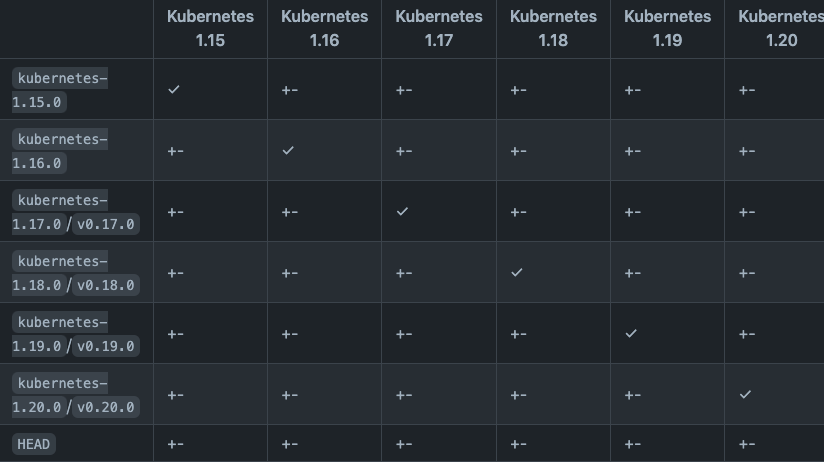 Kubernetes Kubernetes Kubernetes Kubernetes Kubernetes Kubernetes
1.15 1.16 1.17 1.18 1.19 1.20
kubernetes-
1.15.0 ✓ +- +- +- +- +-
kubernetes-
1.16.0 +- ✓ +- +- +- +-
kubernetes-
1.17.0/v0.17.0 +- +- ✓ +- +- +-
kubernetes-
1.18.0/v0.18.0 +- +- +- ✓ +- +-
kubernetes-
1.19.0/v0.19.0 +- +- +- +- ✓ +-
kubernetes-
1.20.0/v0.20.0 +- +- +- +- +- ✓
HEAD +- +- +- +- +- +-